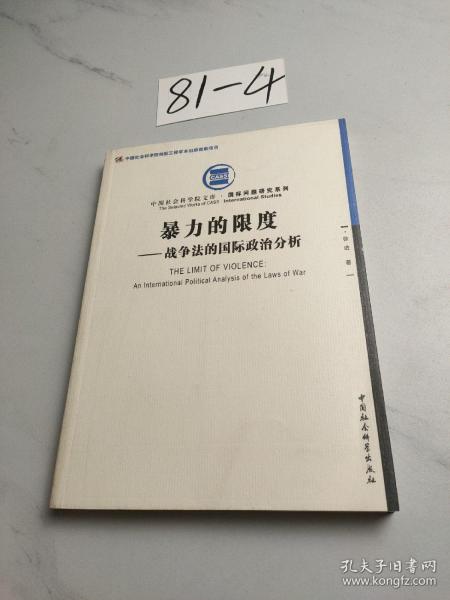 81-4
中国社会科学院创新工程学术出版资助项目
CASS
中国社会科学院文库·国际问题研究系列
The Selected Works of CASS International Studies
暴力的限度
——战争法的国际政治分析
THE LIMIT OF VIOLENCE:
An International Political Analysis of the Laws of War
徐进 著
中国社会科学出版社
孔夫子旧书网
www.kongfz.com